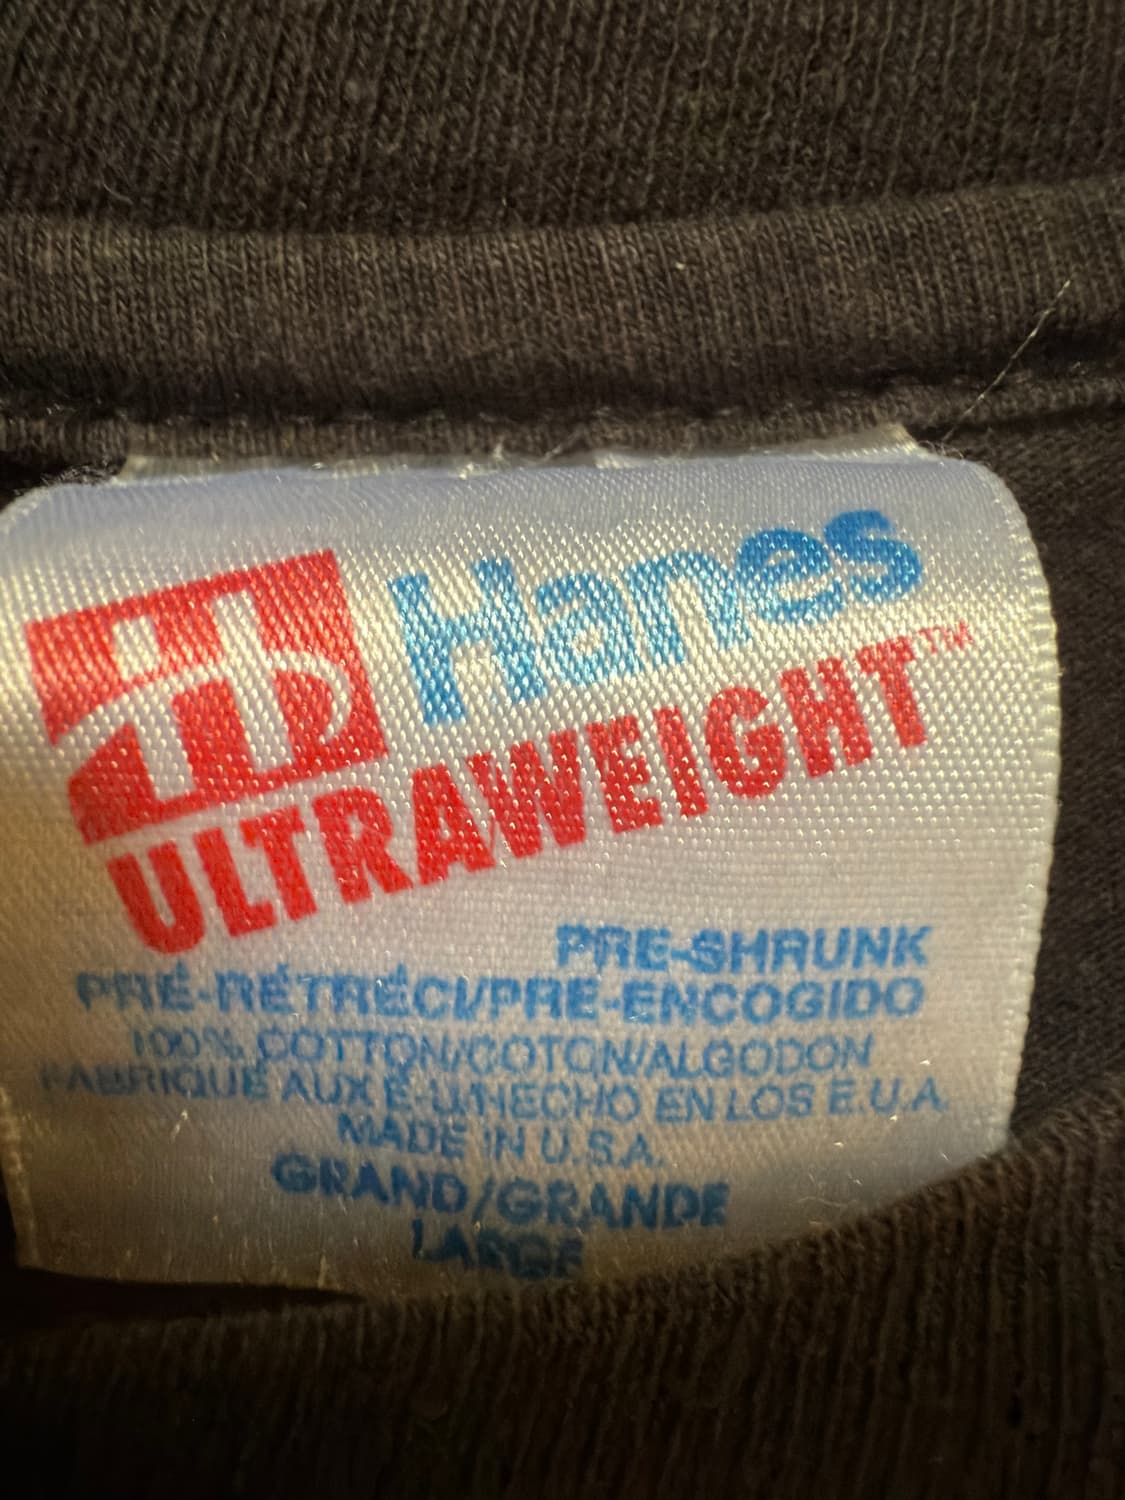 Hanes
ULTRAWEIGHT™
PRE-SHRUNK
PRÉ-RÉTRÉCI/PRE-ENCOGIDO
100% COTTON/COTON/ALGODON
FABRIQUÉ AUX É-U/HECHO EN LOS E.U.A.
MADE IN U.S.A.
GRAND/GRANDE
LARGE